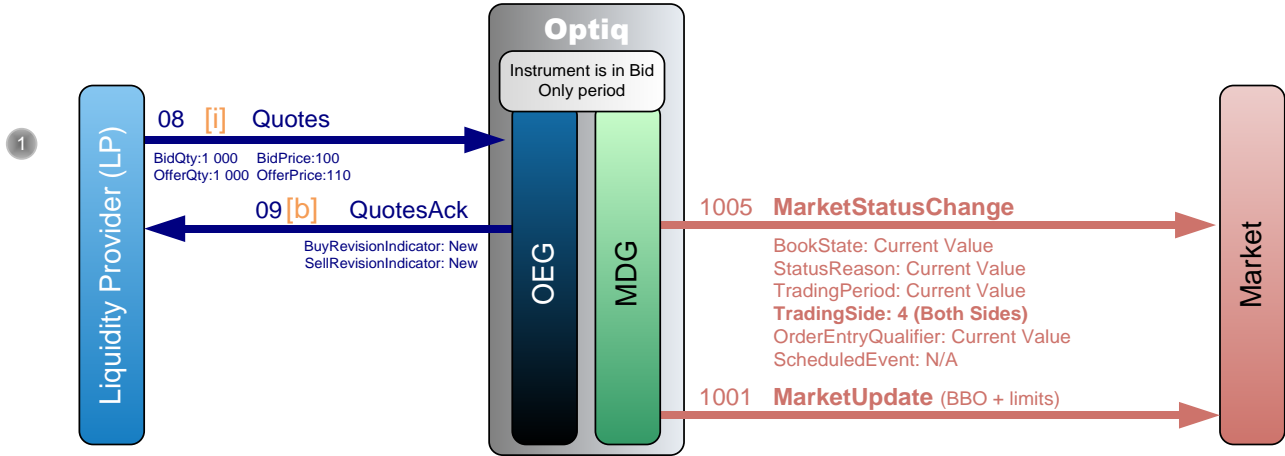 Optiq
Instrument is in Bid
Only period
1
Liquidity Provider (LP)
08 [i] Quotes
BidQty:1 000 BidPrice:100
OfferQty:1 000 OfferPrice:110
09 [b] QuotesAck
BuyRevisionIndicator: New
SellRevisionIndicator: New
OEG
MDG
1005 MarketStatusChange
BookState: Current Value
StatusReason: Current Value
TradingPeriod: Current Value
TradingSide: 4 (Both Sides)
OrderEntryQualifier: Current Value
ScheduledEvent: N/A
1001 MarketUpdate (BBO + limits)
Market